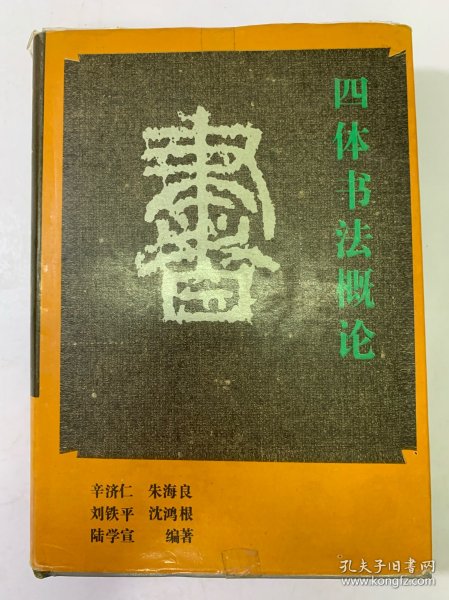 四体书法概论
書
辛济仁 朱海良
刘铁平 沈鸿根
陆学宣 编著
孔夫子旧书网
www.kongfz.com